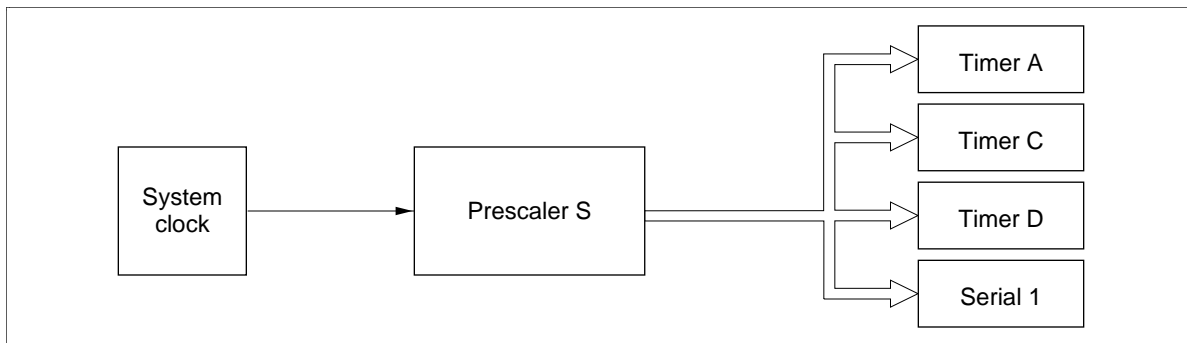 System
clock
Prescaler S
Timer A
Timer C
Timer D
Serial 1